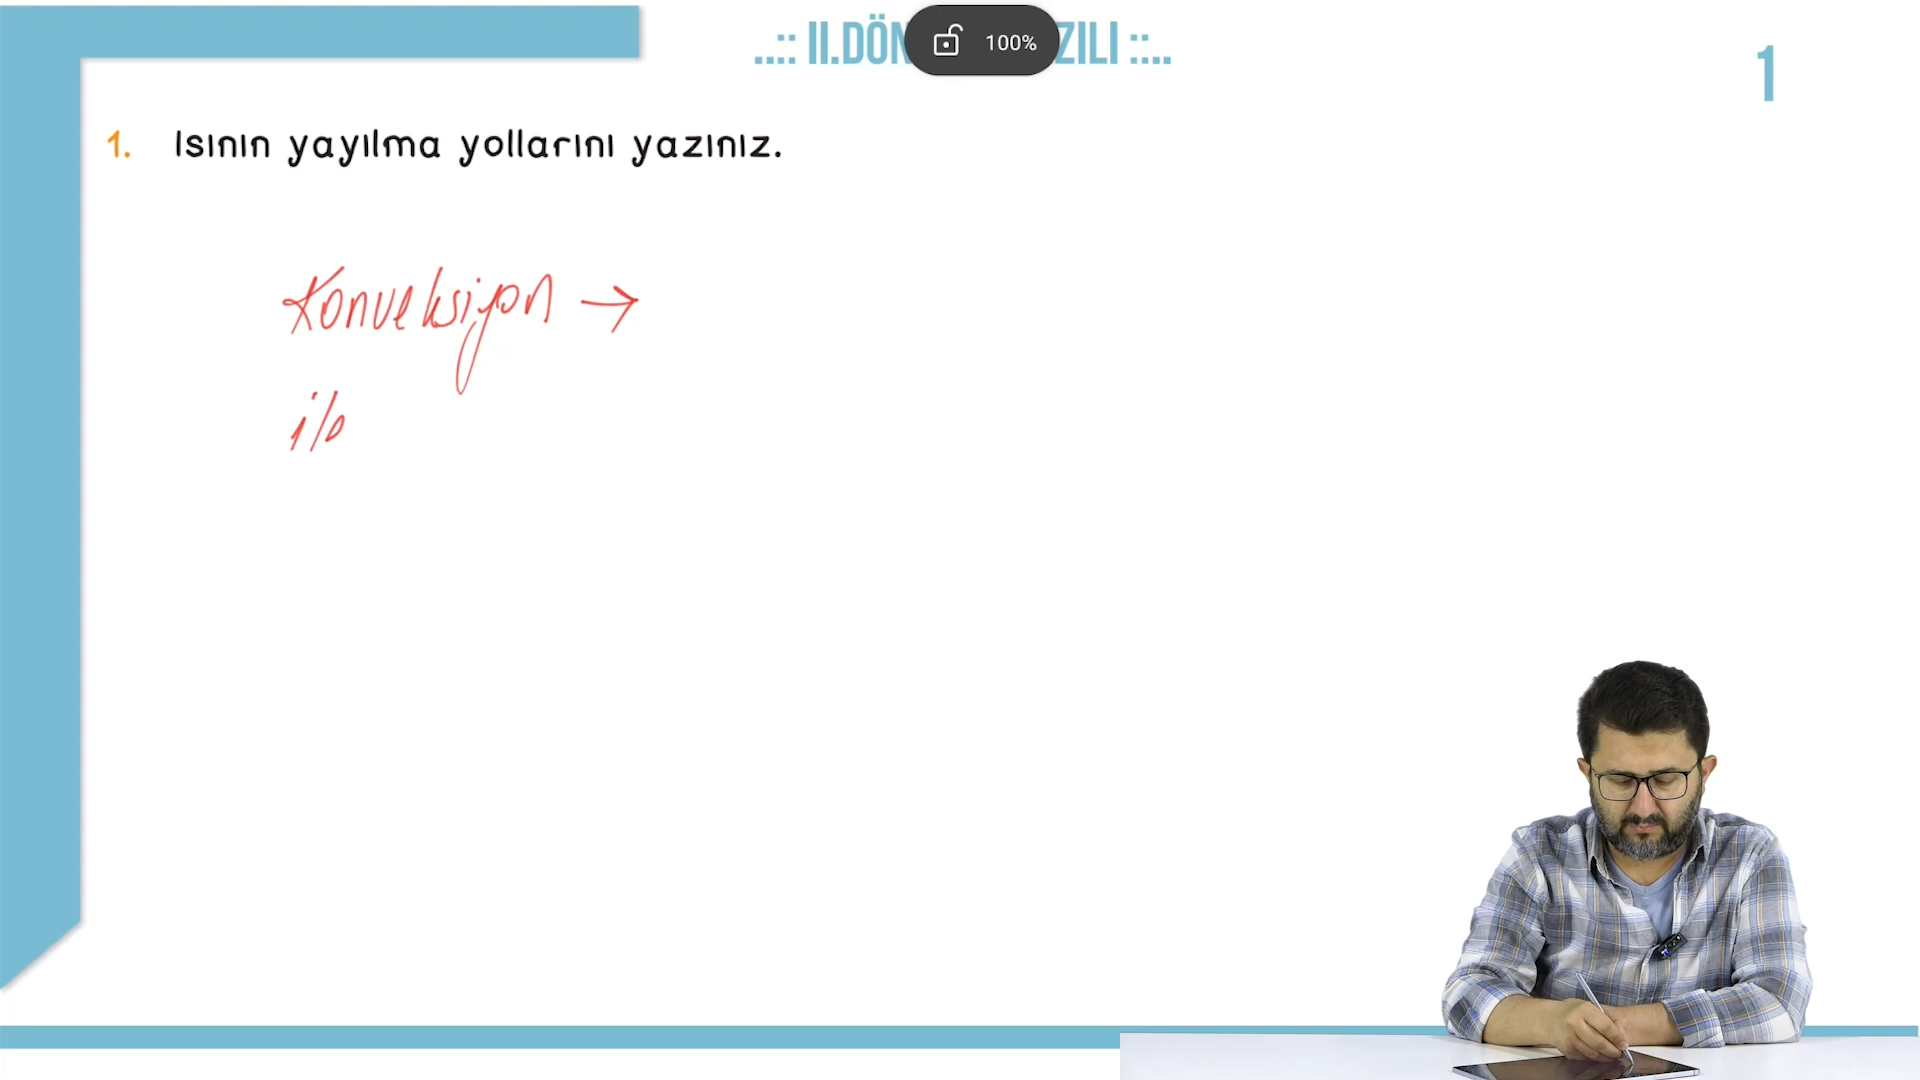 ..:: II.DÖN ZILI ::..
100%
1
1. Isının yayılma yollarını yazınız.
Konveksiyon →